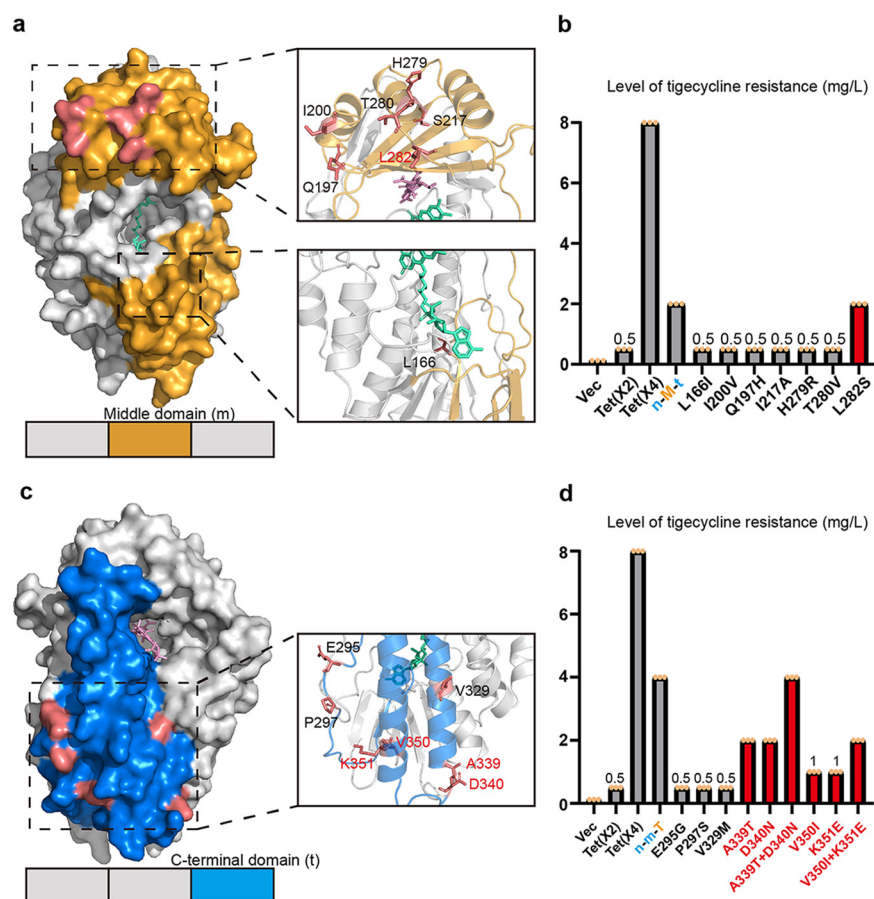 a
H279
I200
T280
S217
L282
Q197
L166
Middle domain (m)
b
Level of tigecycline resistance (mg/L)
8
6
4
2
0
0.5 0.5 0.5 0.5 0.5 0.5 0.5
Vec
Tet(X2)
Tet(X4)
n-M-t
L166I
I200V
Q197H
I217A
H279R
T280V
L282S
c
E295
V329
P297
V350
K351
A339
D340
C-terminal domain (t)
d
Level of tigecycline resistance (mg/L)
8
6
4
2
0
0.5 0.5 0.5 0.5 1 1
Vec
Tet(X2)
Tet(X4)
n-m-T
E295G
P297S
V329M
A339T
D340N
A339T+D340N
V350I
K351E
V350I+K351E